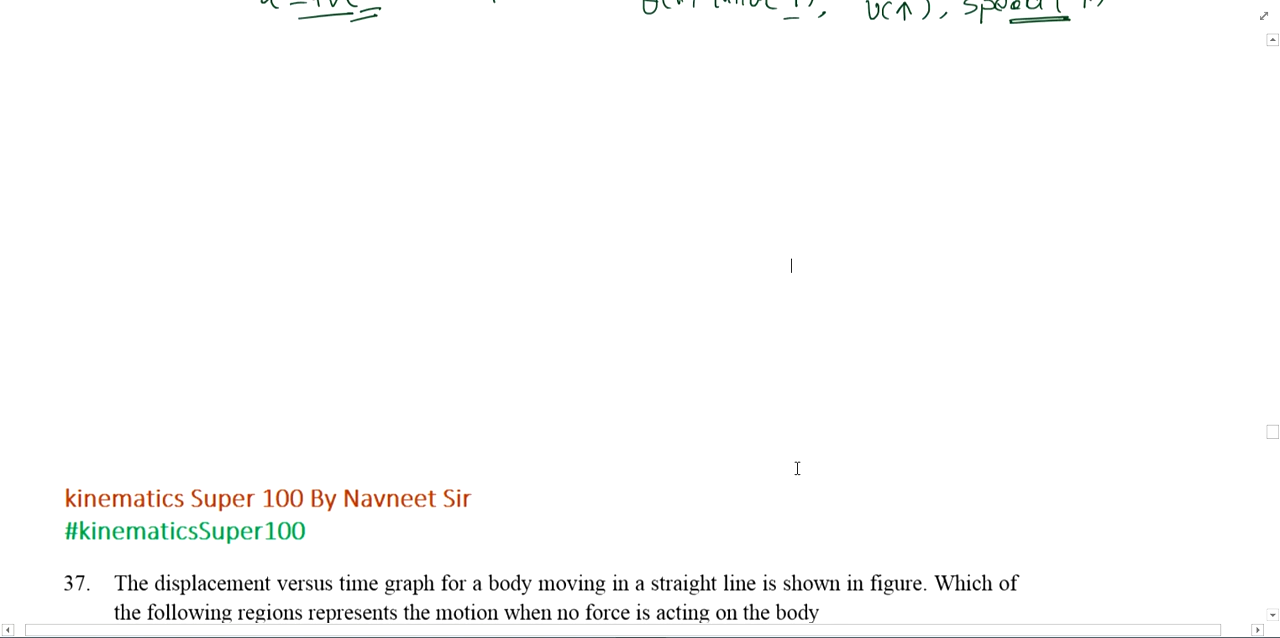 kinematics Super 100 By Navneet Sir
#kinematicsSuper100
37. The displacement versus time graph for a body moving in a straight line is shown in figure. Which of
the following regions represents the motion when no force is acting on the body